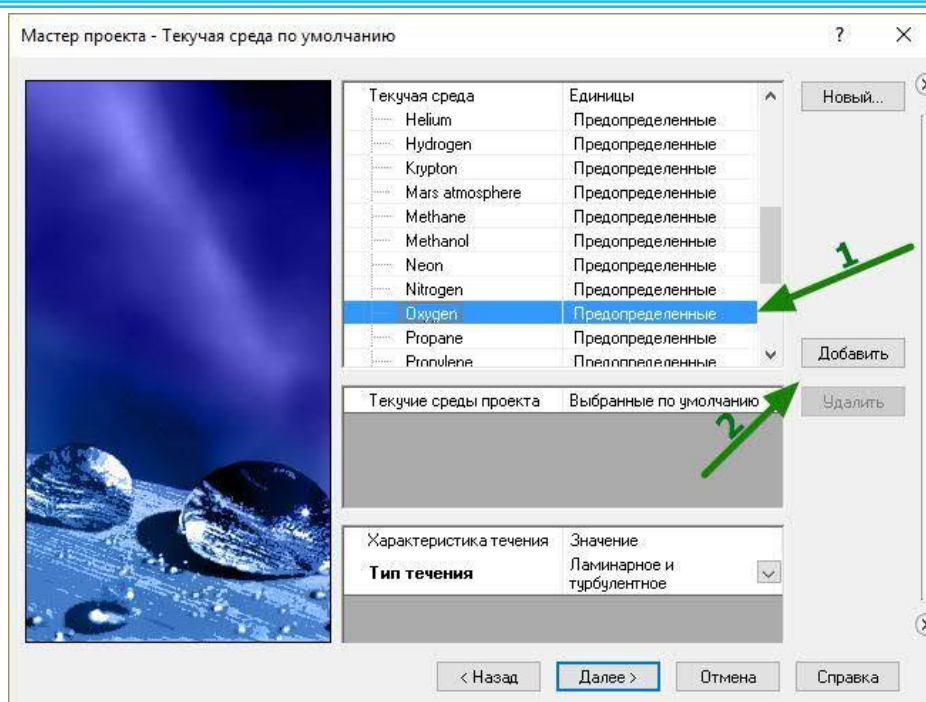 Мастер проекта - Текучая среда по умолчанию ? X
Текучая среда Единицы
Helium Предопределенные
Hydrogen Предопределенные
Krypton Предопределенные
Mars atmosphere Предопределенные
Methane Предопределенные
Methanol Предопределенные
Neon Предопределенные
Nitrogen Предопределенные
Oxygen Предопределенные
Propane Предопределенные
Propylene Предопределенные
Новый...
1
Добавить
Удалить
2
Текучие среды проекта Выбранные по умолчанию
Характеристика течения Значение
Тип течения Ламинарное и
турбулентное
< Назад Далее > Отмена Справка